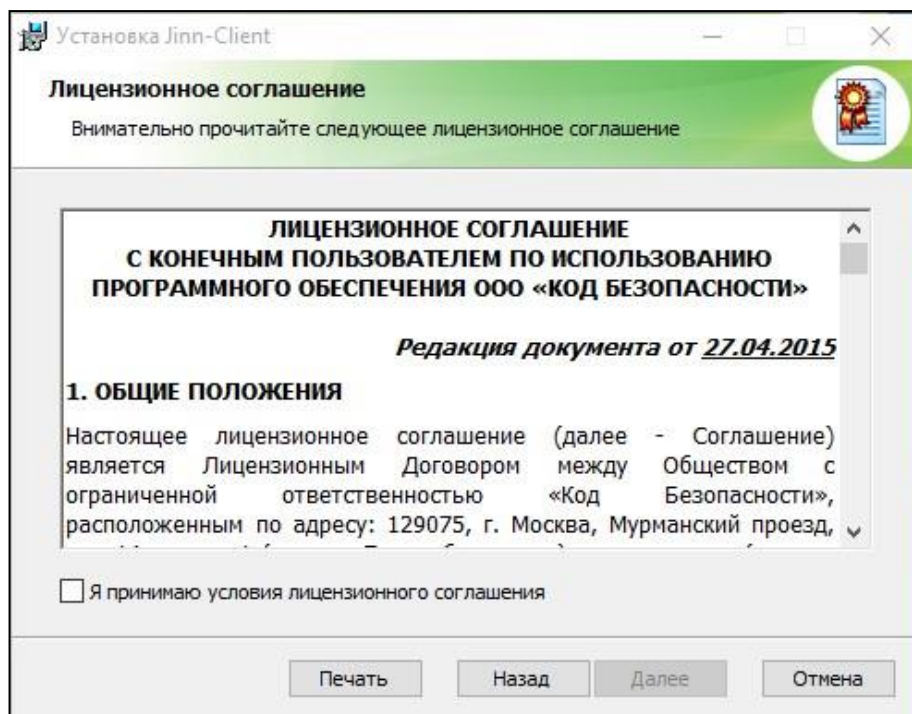 Установка Jinn-Client
Лицензионное соглашение
Внимательно прочитайте следующее лицензионное соглашение
ЛИЦЕНЗИОННОЕ СОГЛАШЕНИЕ
С КОНЕЧНЫМ ПОЛЬЗОВАТЕЛЕМ ПО ИСПОЛЬЗОВАНИЮ
ПРОГРАММНОГО ОБЕСПЕЧЕНИЯ ООО «КОД БЕЗОПАСНОСТИ»
Редакция документа от 27.04.2015
1. ОБЩИЕ ПОЛОЖЕНИЯ
Настоящее лицензионное соглашение (далее - Соглашение)
является Лицензионным Договором между Обществом с
ограниченной ответственностью «Код Безопасности»,
расположенным по адресу: 129075, г. Москва, Мурманский проезд,
Я принимаю условия лицензионного соглашения
Печать Назад Далее Отмена